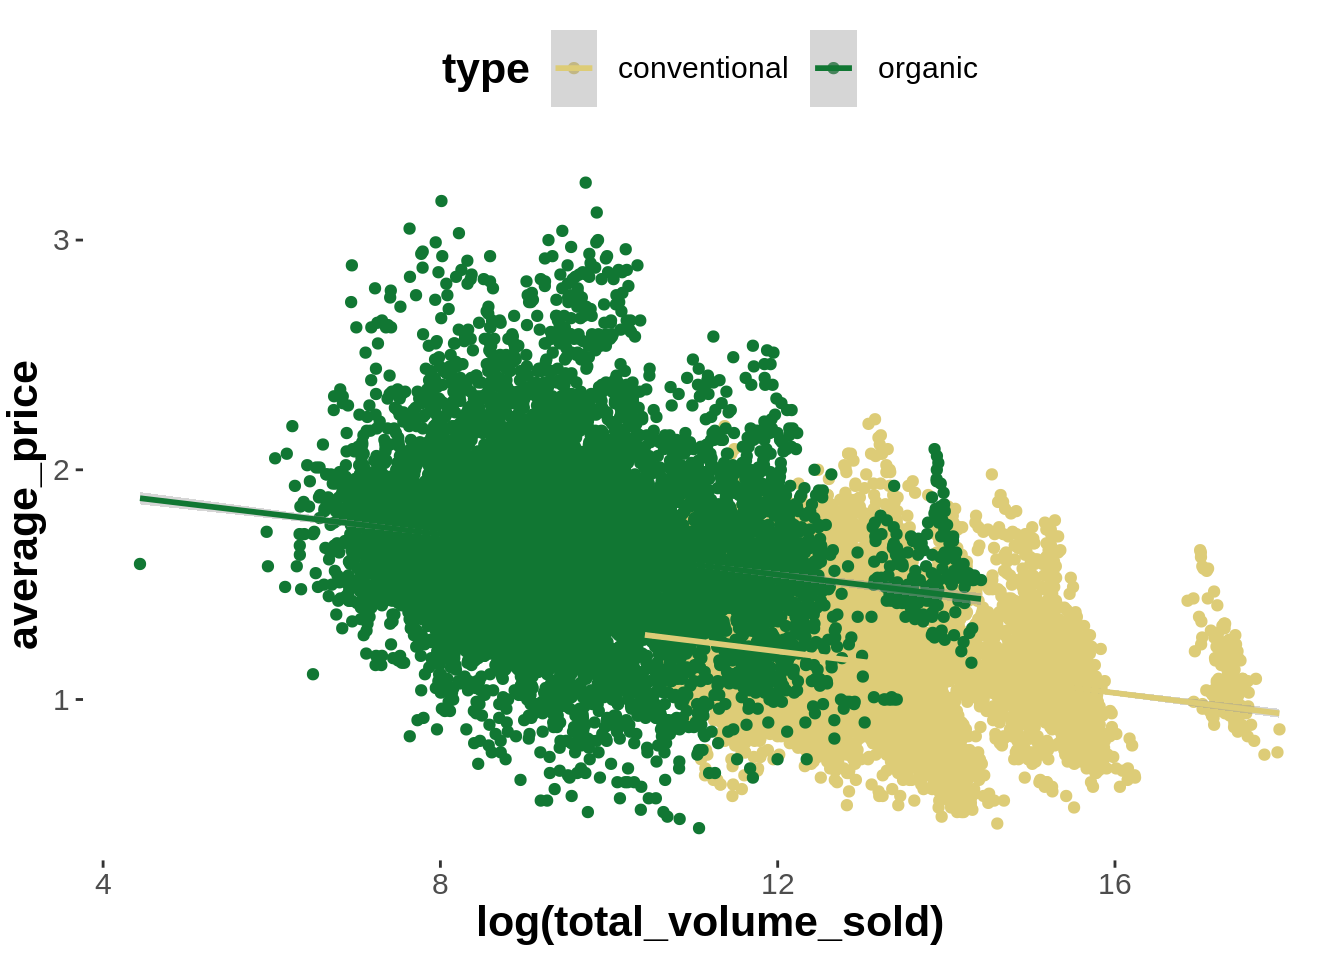 type conventional organic
average_price
3
2
1
4 8 12 16
log(total_volume_sold)